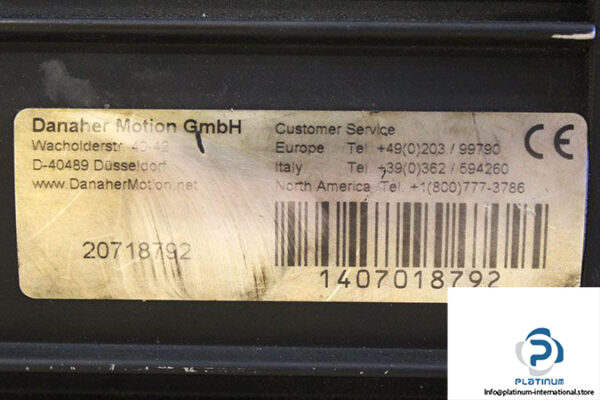 Danaher Motion GmbH
Wacholderstr. 40-42
D-40489 Düsseldorf
www.DanaherMotion.net
Customer Service
Europe Tel +49(0)203 / 99790
Italy Tel +39(0)362 / 594260
North America Tel. +1(800)777-3786
CE
20718792
1407018792
PLATINUM
http://platinum-international.store